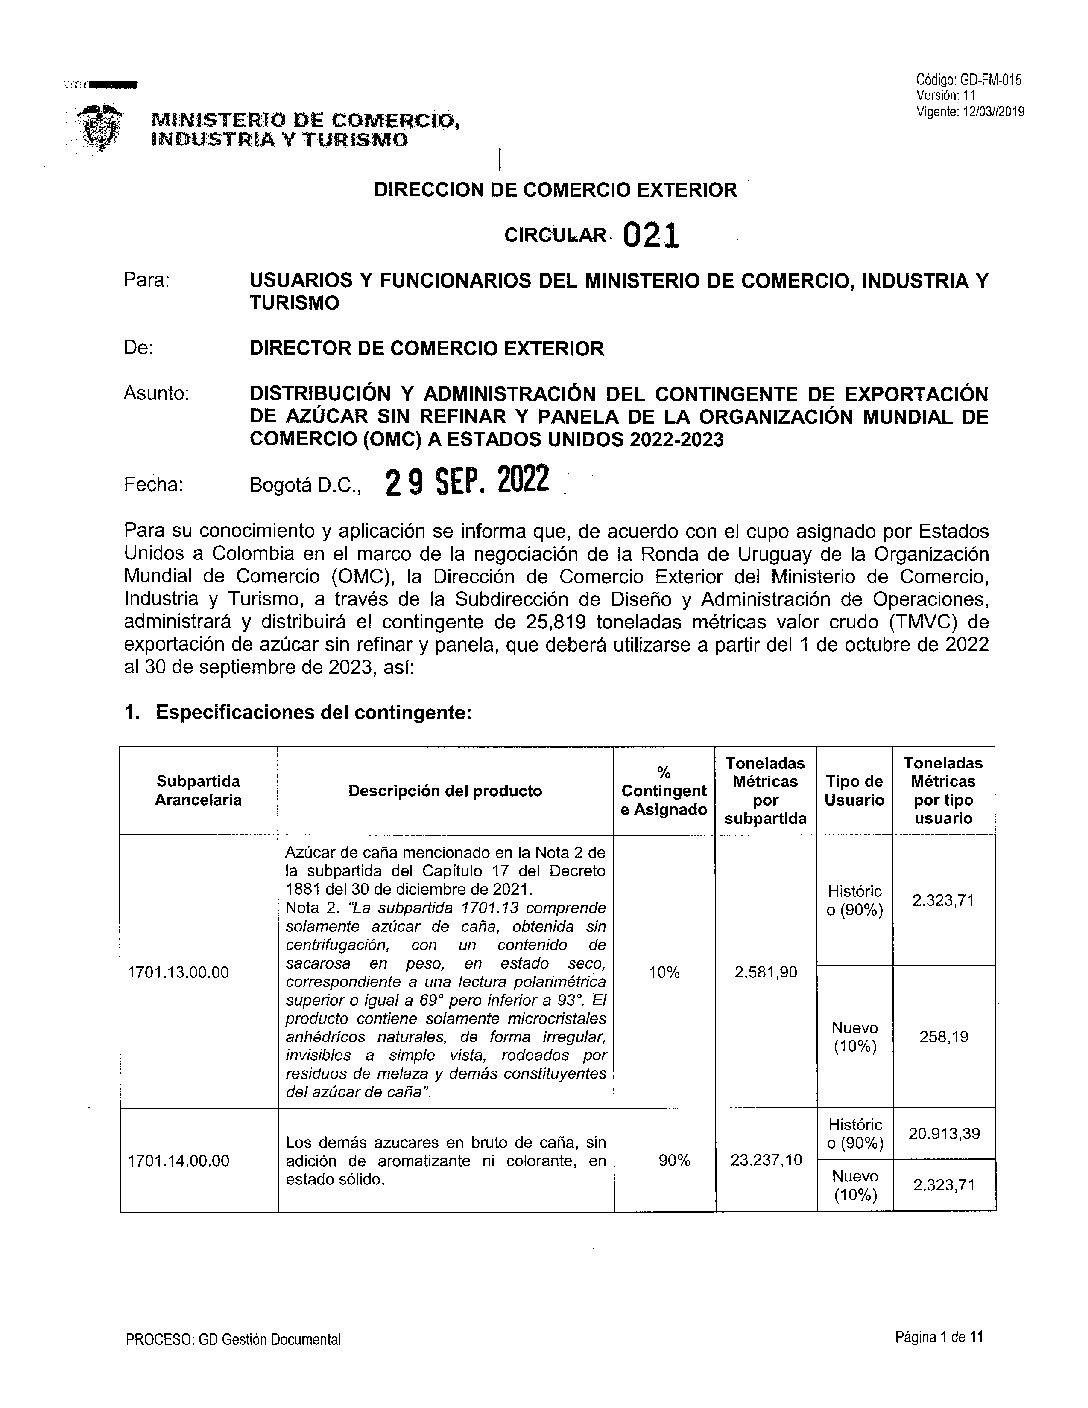 Código: GD-FM-015
Versión: 11
Vigente: 12/03//2019
MINISTERIO DE COMERCIO,
INDUSTRIA Y TURISMO
DIRECCION DE COMERCIO EXTERIOR
CIRCULAR 021
Para: USUARIOS Y FUNCIONARIOS DEL MINISTERIO DE COMERCIO, INDUSTRIA Y
TURISMO
De: DIRECTOR DE COMERCIO EXTERIOR
Asunto: DISTRIBUCIÓN Y ADMINISTRACIÓN DEL CONTINGENTE DE EXPORTACIÓN
DE AZÚCAR SIN REFINAR Y PANELA DE LA ORGANIZACIÓN MUNDIAL DE
COMERCIO (OMC) A ESTADOS UNIDOS 2022-2023
Fecha: Bogotá D.C., 29 SEP. 2022
Para su conocimiento y aplicación se informa que, de acuerdo con el cupo asignado por Estados
Unidos a Colombia en el marco de la negociación de la Ronda de Uruguay de la Organización
Mundial de Comercio (OMC), la Dirección de Comercio Exterior del Ministerio de Comercio,
Industria y Turismo, a través de la Subdirección de Diseño y Administración de Operaciones,
administrará y distribuirá el contingente de 25,819 toneladas métricas valor crudo (TMVC) de
exportación de azúcar sin refinar y panela, que deberá utilizarse a partir del 1 de octubre de 2022
al 30 de septiembre de 2023, así:
1. Especificaciones del contingente:
Subpartida
Arancelaria
Descripción del producto
%
Contingent
e Asignado
Toneladas
Métricas
por
subpartida
Tipo de
Usuario
Toneladas
Métricas
por tipo
usuario
1701.13.00.00
Azúcar de caña mencionado en la Nota 2 de
la subpartida del Capítulo 17 del Decreto
1881 del 30 de diciembre de 2021.
Nota 2. "La subpartida 1701.13 comprende
solamente azúcar de caña, obtenida sin
centrifugación, con un contenido de
sacarosa en peso, en estado seco,
correspondiente a una lectura polarimétrica
superior o igual a 69° pero inferior a 93°. El
producto contiene solamente microcristales
anhédricos naturales, de forma irregular,
invisibles a simple vista, rodeados por
residuos de melaza y demás constituyentes
del azúcar de caña".
10%
2.581,90
Históric
o (90%)
2.323,71
Nuevo
(10%)
258,19
1701.14.00.00
Los demás azucares en bruto de caña, sin
adición de aromatizante ni colorante, en
estado sólido.
90%
23.237,10
Históric
o (90%)
20.913,39
Nuevo
(10%)
2.323,71
PROCESO: GD Gestión Documental
Página 1 de 11